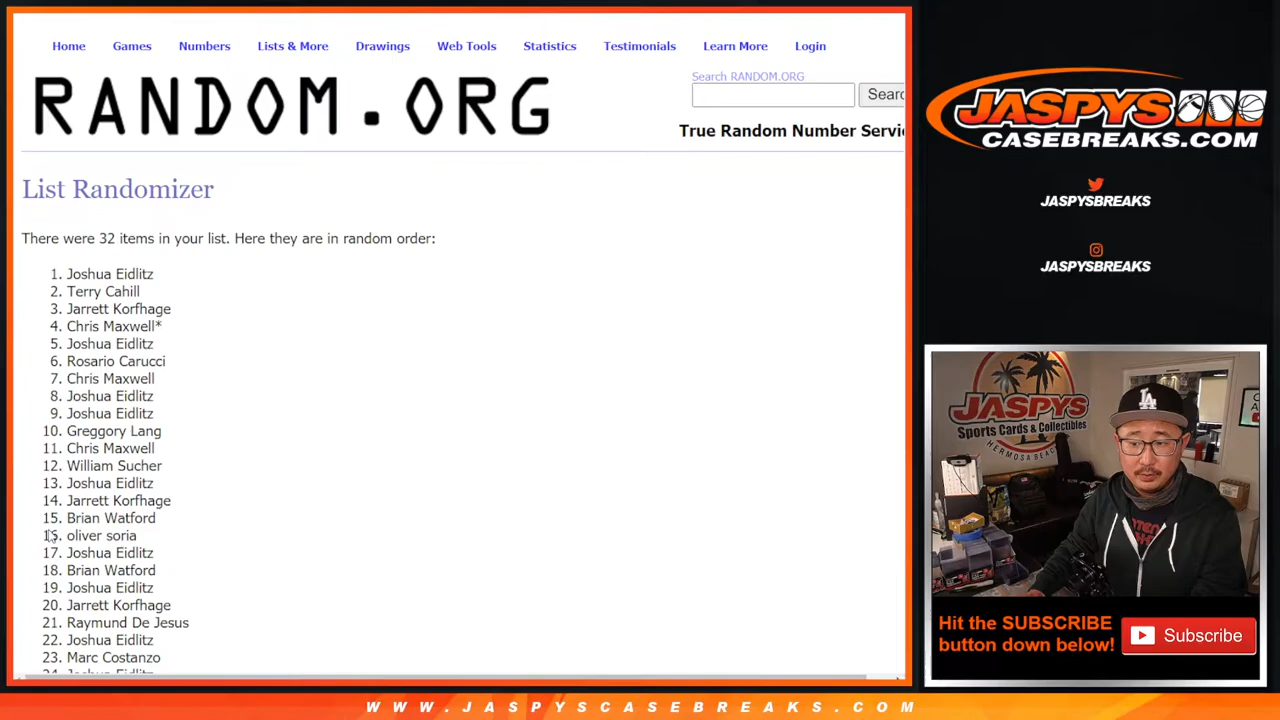 Home Games Numbers Lists & More Drawings Web Tools Statistics Testimonials Learn More Login
Search RANDOM.ORG
RANDOM.ORG
Searc
True Random Number Servi
List Randomizer
There were 32 items in your list. Here they are in random order:
1. Joshua Eidlitz
2. Terry Cahill
3. Jarrett Korfhage
4. Chris Maxwell*
5. Joshua Eidlitz
6. Rosario Carucci
7. Chris Maxwell
8. Joshua Eidlitz
9. Joshua Eidlitz
10. Greggory Lang
11. Chris Maxwell
12. William Sucher
13. Joshua Eidlitz
14. Jarrett Korfhage
15. Brian Watford
16. oliver soria
17. Joshua Eidlitz
18. Brian Watford
19. Joshua Eidlitz
20. Jarrett Korfhage
21. Raymund De Jesus
22. Joshua Eidlitz
23. Marc Costanzo
24. Joshua Eidlitz
JASPYS
CASEBREAKS.COM
JASPYSBREAKS
JASPYSBREAKS
JASPYS
Sports Cards & Collectibles
HERMOSA BEACH
LA
Hit the SUBSCRIBE
button down below!
Subscribe
WWW.JASPYSCASEBREAKS.COM